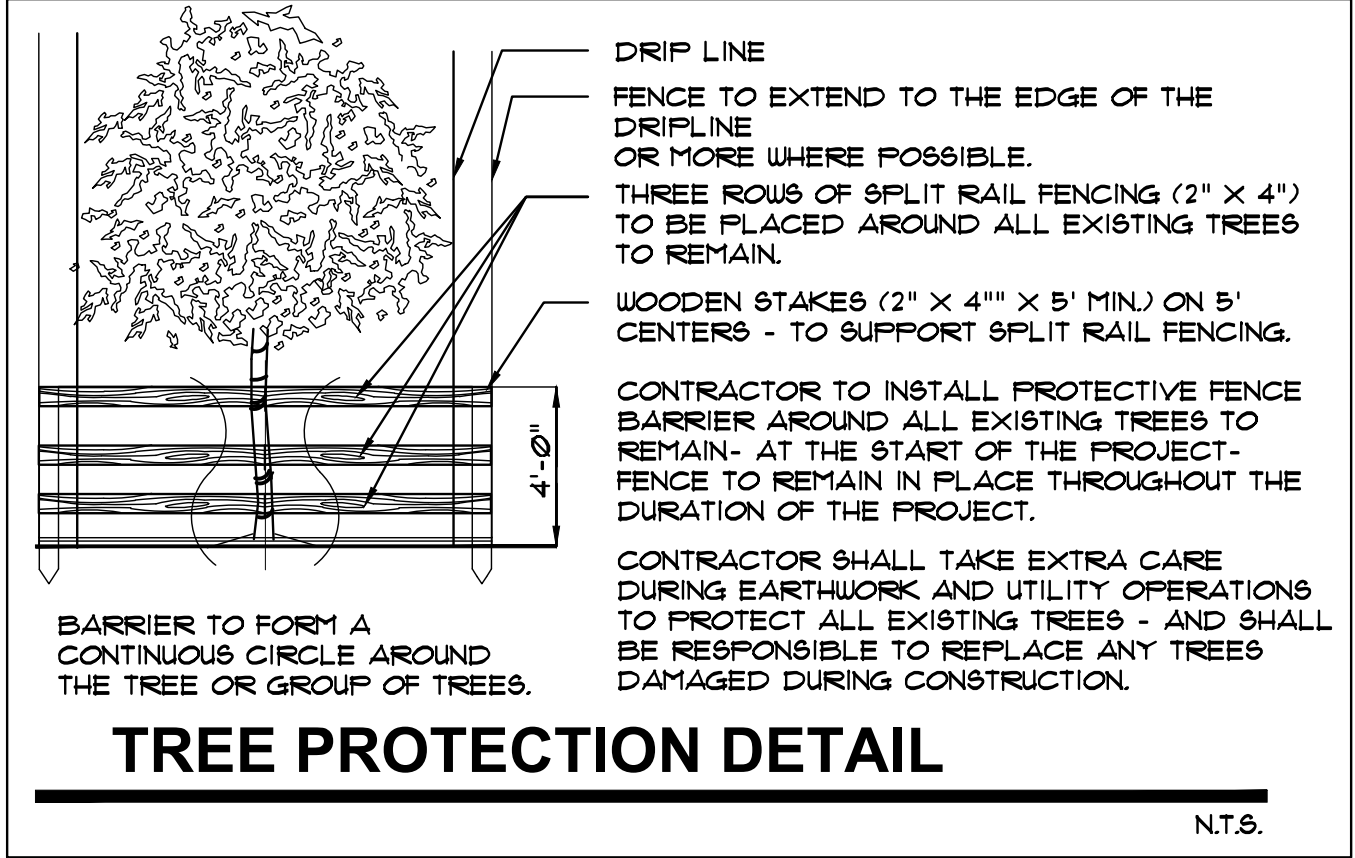 DRIP LINE
FENCE TO EXTEND TO THE EDGE OF THE
DRIPLINE
OR MORE WHERE POSSIBLE.
THREE ROWS OF SPLIT RAIL FENCING (2" X 4")
TO BE PLACED AROUND ALL EXISTING TREES
TO REMAIN.
WOODEN STAKES (2" X 4"" X 5' MIN.) ON 5'
CENTERS - TO SUPPORT SPLIT RAIL FENCING.
4'-0"
CONTRACTOR TO INSTALL PROTECTIVE FENCE
BARRIER AROUND ALL EXISTING TREES TO
REMAIN- AT THE START OF THE PROJECT-
FENCE TO REMAIN IN PLACE THROUGHOUT THE
DURATION OF THE PROJECT.
CONTRACTOR SHALL TAKE EXTRA CARE
DURING EARTHWORK AND UTILITY OPERATIONS
TO PROTECT ALL EXISTING TREES - AND SHALL
BE RESPONSIBLE TO REPLACE ANY TREES
DAMAGED DURING CONSTRUCTION.
BARRIER TO FORM A
CONTINUOUS CIRCLE AROUND
THE TREE OR GROUP OF TREES.
TREE PROTECTION DETAIL
N.T.S.